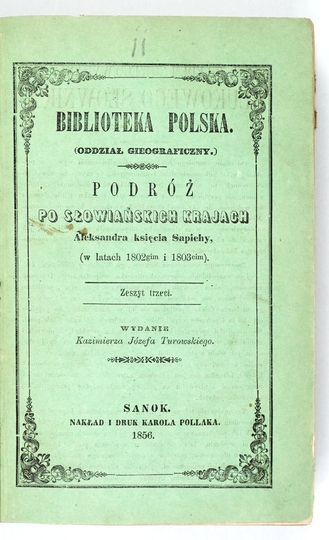 11
BIBLIOTEKA POLSKA.
(ODDZIAŁ GIEOGRAFICZNY.)
PODRÓŻ
PO SŁOWIAŃSKICH KRAJACH
Aleksandra księcia Sapiehy,
(w latach 1802gim i 1803cim).
Zeszyt trzeci.
WYDANIE
Kazimierza Józefa Turowskiego.
SANOK.
NAKŁAD I DRUK KAROLA POLLAKA.
1856.